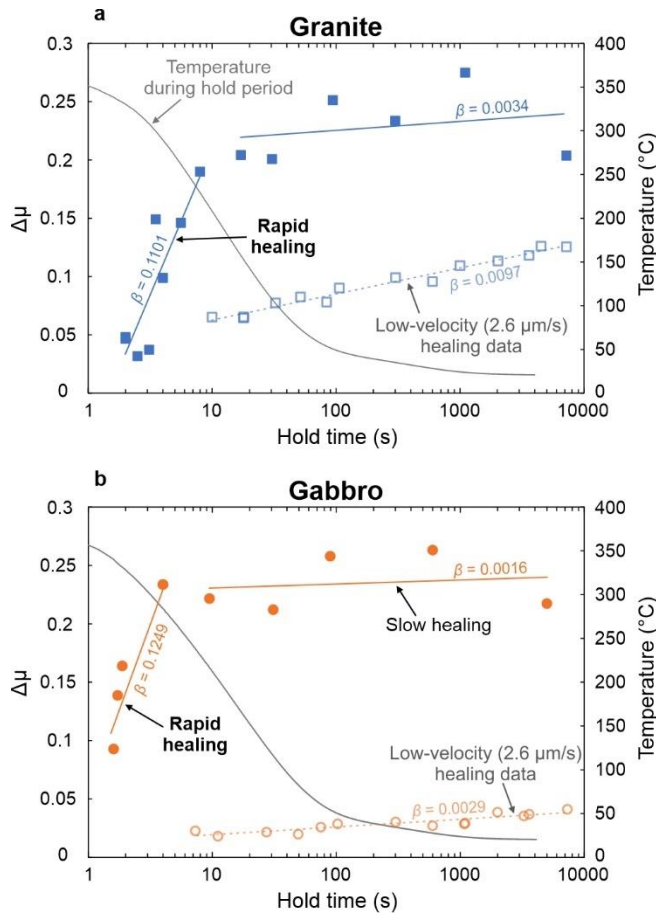 a
Granite
0.3
0.25
0.2
0.15
0.1
0.05
0
Δμ
400
350
300
250
200
150
100
50
0
Temperature (°C)
Temperature
during hold period
β = 0.0034
Rapid
healing
β = 0.1101
β = 0.0097
Low-velocity (2.6 μm/s)
healing data
1
10
100
1000
10000
Hold time (s)
b
Gabbro
0.3
0.25
0.2
0.15
0.1
0.05
0
Δμ
400
350
300
250
200
150
100
50
0
Temperature (°C)
β = 0.0016
Slow healing
β = 0.1249
Rapid
healing
Low-velocity (2.6 μm/s)
healing data
β = 0.0029
1
10
100
1000
10000
Hold time (s)